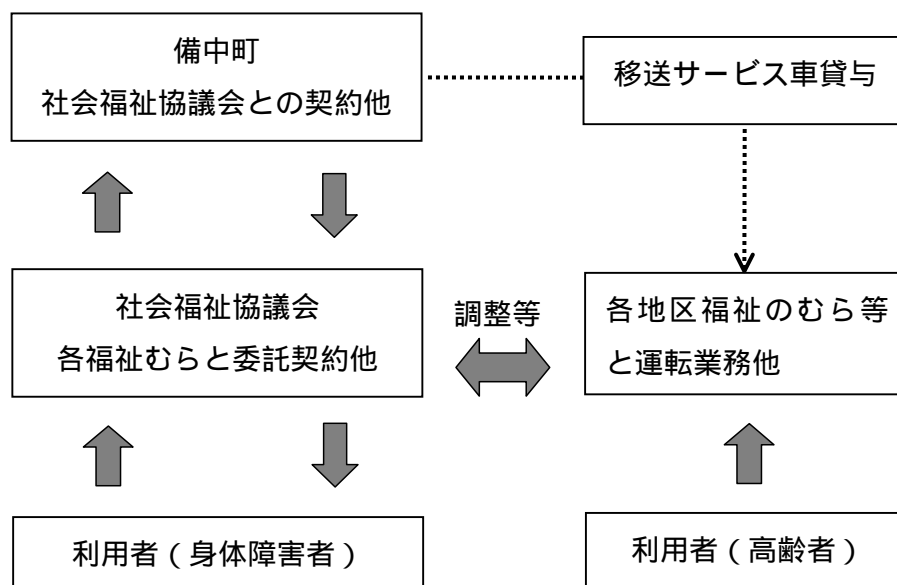 備中町
社会福祉協議会との契約他
移送サービス車貸与
社会福祉協議会
各福祉むらと委託契約他
調整等
各地区福祉のむら等
と運転業務他
利用者（身体障害者）
利用者（高齢者）